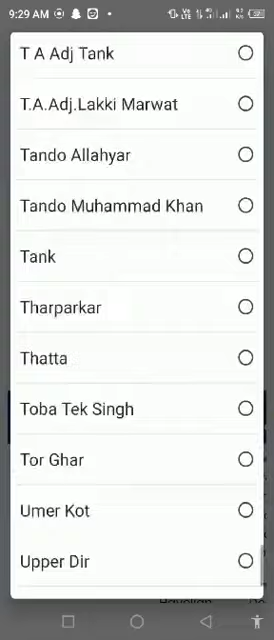 9:29 AM
T A Adj Tank
T.A.Adj.Lakki Marwat
Tando Allahyar
Tando Muhammad Khan
Tank
Tharparkar
Thatta
Toba Tek Singh
Tor Ghar
Umer Kot
Upper Dir